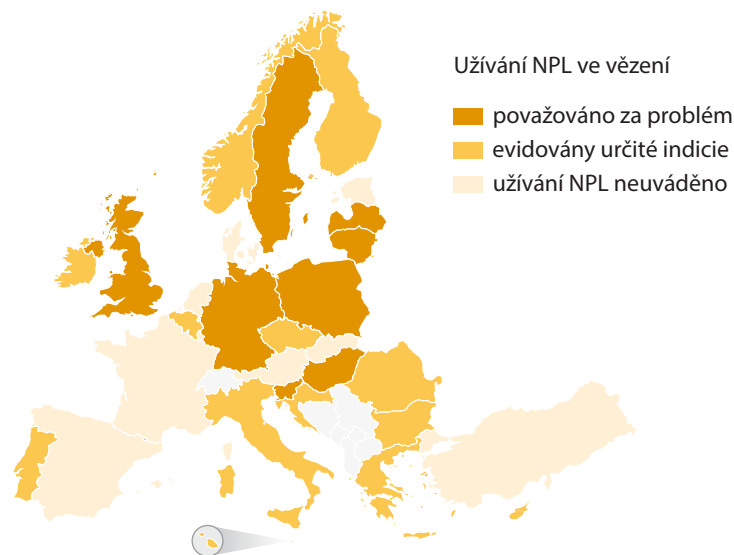 Užívání NPL ve vězení
považováno za problém
evidovány určité indicie
užívání NPL neuváděno